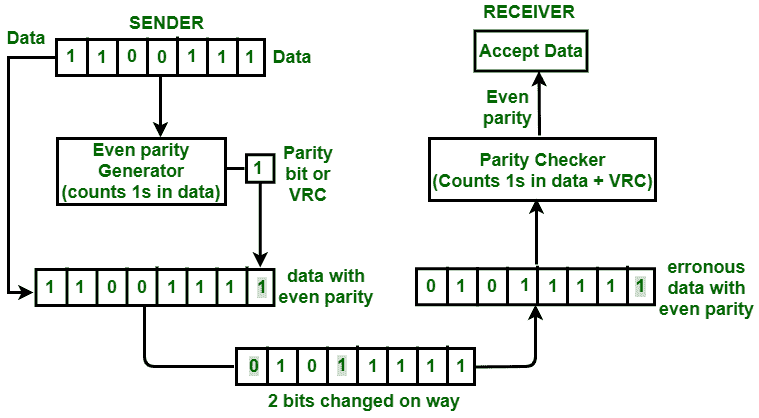 SENDER
Data
1 1 0 0 1 1 1
Data
Even parity
Generator
(counts 1s in data)
1
Parity
bit or
VRC
1 1 0 0 1 1 1 1
data with
even parity
0 1 0 1 1 1 1 1
2 bits changed on way
RECEIVER
Accept Data
Even
parity
Parity Checker
(Counts 1s in data + VRC)
0 1 0 1 1 1 1 1
erronous
data with
even parity